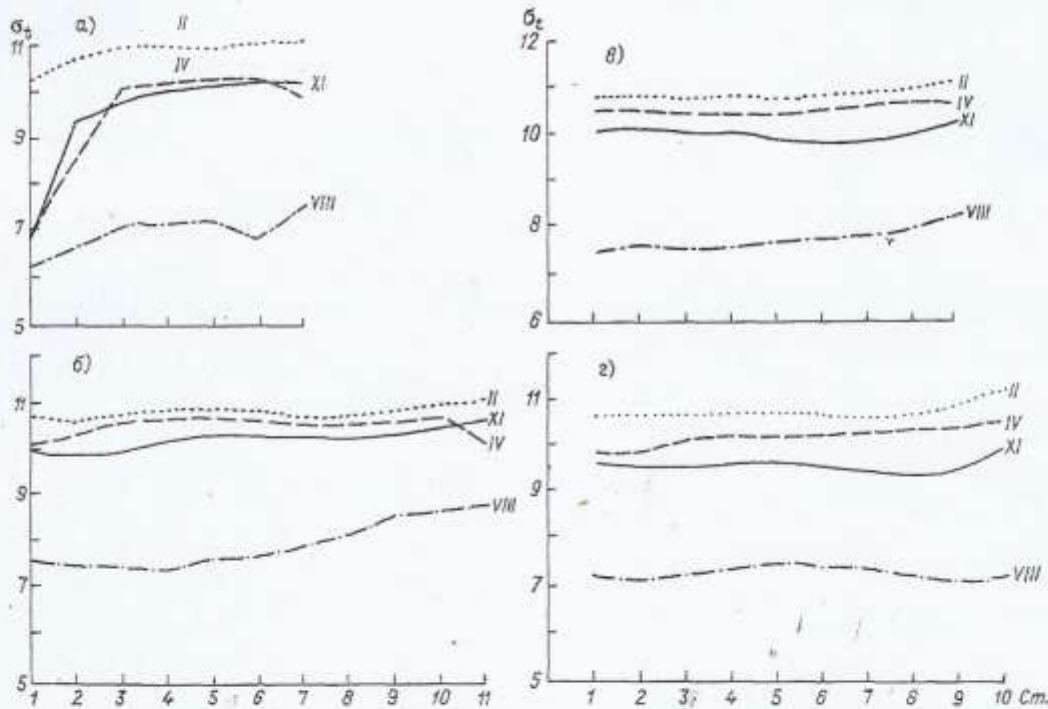 σt а)
II
11
IV
XI
9
7
VIII
5
б)
11
II
XI
IV
9
VIII
7
5
1 2 3 4 5 6 7 8 9 10 11
σt
12
в)
II
IV
XI
10
8
VIII
6
г)
11
II
IV
XI
9
7
VIII
5
1 2 3 4 5 6 7 8 9 10 Ст.